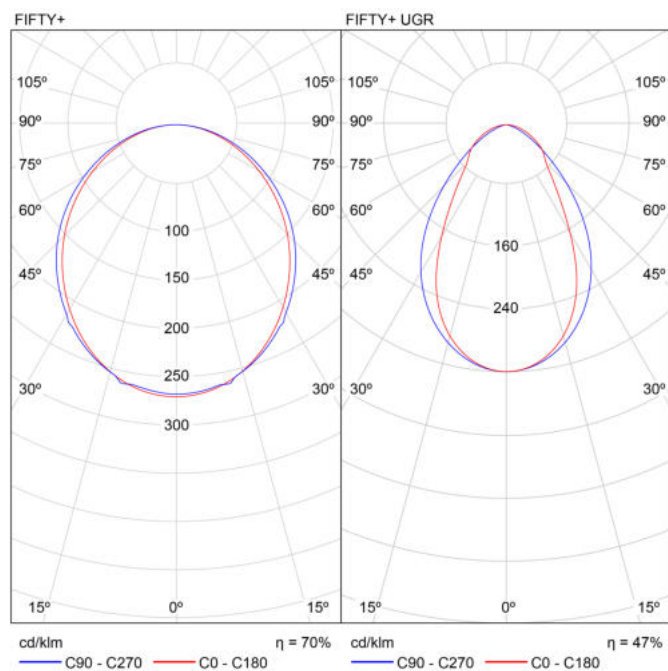 FIFTY+
105º 105º
90º 90º
75º 75º
60º 60º
45º 45º
30º 30º
15º 0º 15º
100
150
200
250
300
cd/klm η = 70%
C90 - C270 C0 - C180
FIFTY+ UGR
105º 105º
90º 90º
75º 75º
60º 60º
45º 45º
30º 30º
15º 0º 15º
160
240
cd/klm η = 47%
C90 - C270 C0 - C180